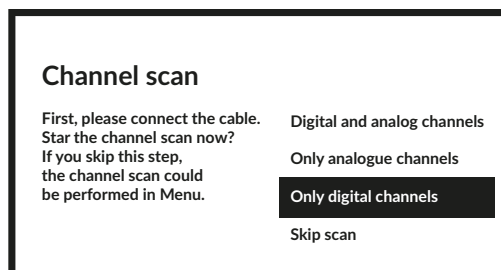 Channel scan
First, please connect the cable.
Star the channel scan now?
If you skip this step,
the channel scan could
be performed in Menu.
Digital and analog channels
Only analogue channels
Only digital channels
Skip scan